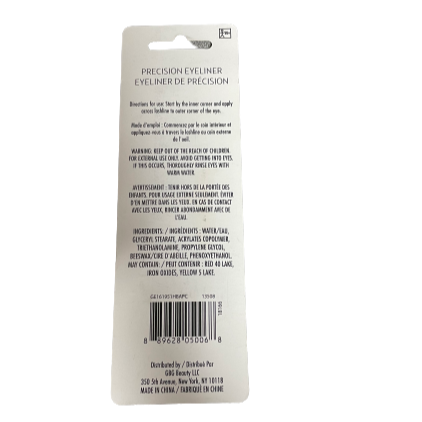 PRECISION EYELINER
EYELINER DE PRÉCISION
Directions for use: Start by the inner corner and apply
across lashline to outer corner of the eye.
Mode d'emploi : Commencez par le coin intérieur et
appliquez-vous à travers la lashline au coin externe
de l'œil.
WARNING: KEEP OUT OF THE REACH OF CHILDREN.
FOR EXTERNAL USE ONLY. AVOID GETTING INTO EYES.
IF THIS OCCURS, THOROUGHLY RINSE EYES WITH
WARM WATER.
AVERTISSEMENT : TENIR HORS DE LA PORTÉE DES
ENFANTS. POUR USAGE EXTERNE SEULEMENT. ÉVITER
D'EN METTRE DANS LES YEUX. EN CAS DE CONTACT
AVEC LES YEUX, RINCER ABONDAMMENT AVEC DE
L'EAU.
INGREDIENTS: / INGRÉDIENTS : WATER/EAU,
GLYCERYL STEARATE, ACRYLATES COPOLYMER,
TRIETHANOLAMINE, PROPYLENE GLYCOL,
BEESWAX/CIRE D'ABEILLE, PHENOXYETHANOL.
MAY CONTAIN: / PEUT CONTENIR : RED 40 LAKE,
IRON OXIDES, YELLOW 5 LAKE.
8 89628 05006 8
Distributed by / Distribué Par
GBG Beauty LLC
350 5th Avenue, New York, NY 10118
MADE IN CHINA / FABRIQUÉ EN CHINE